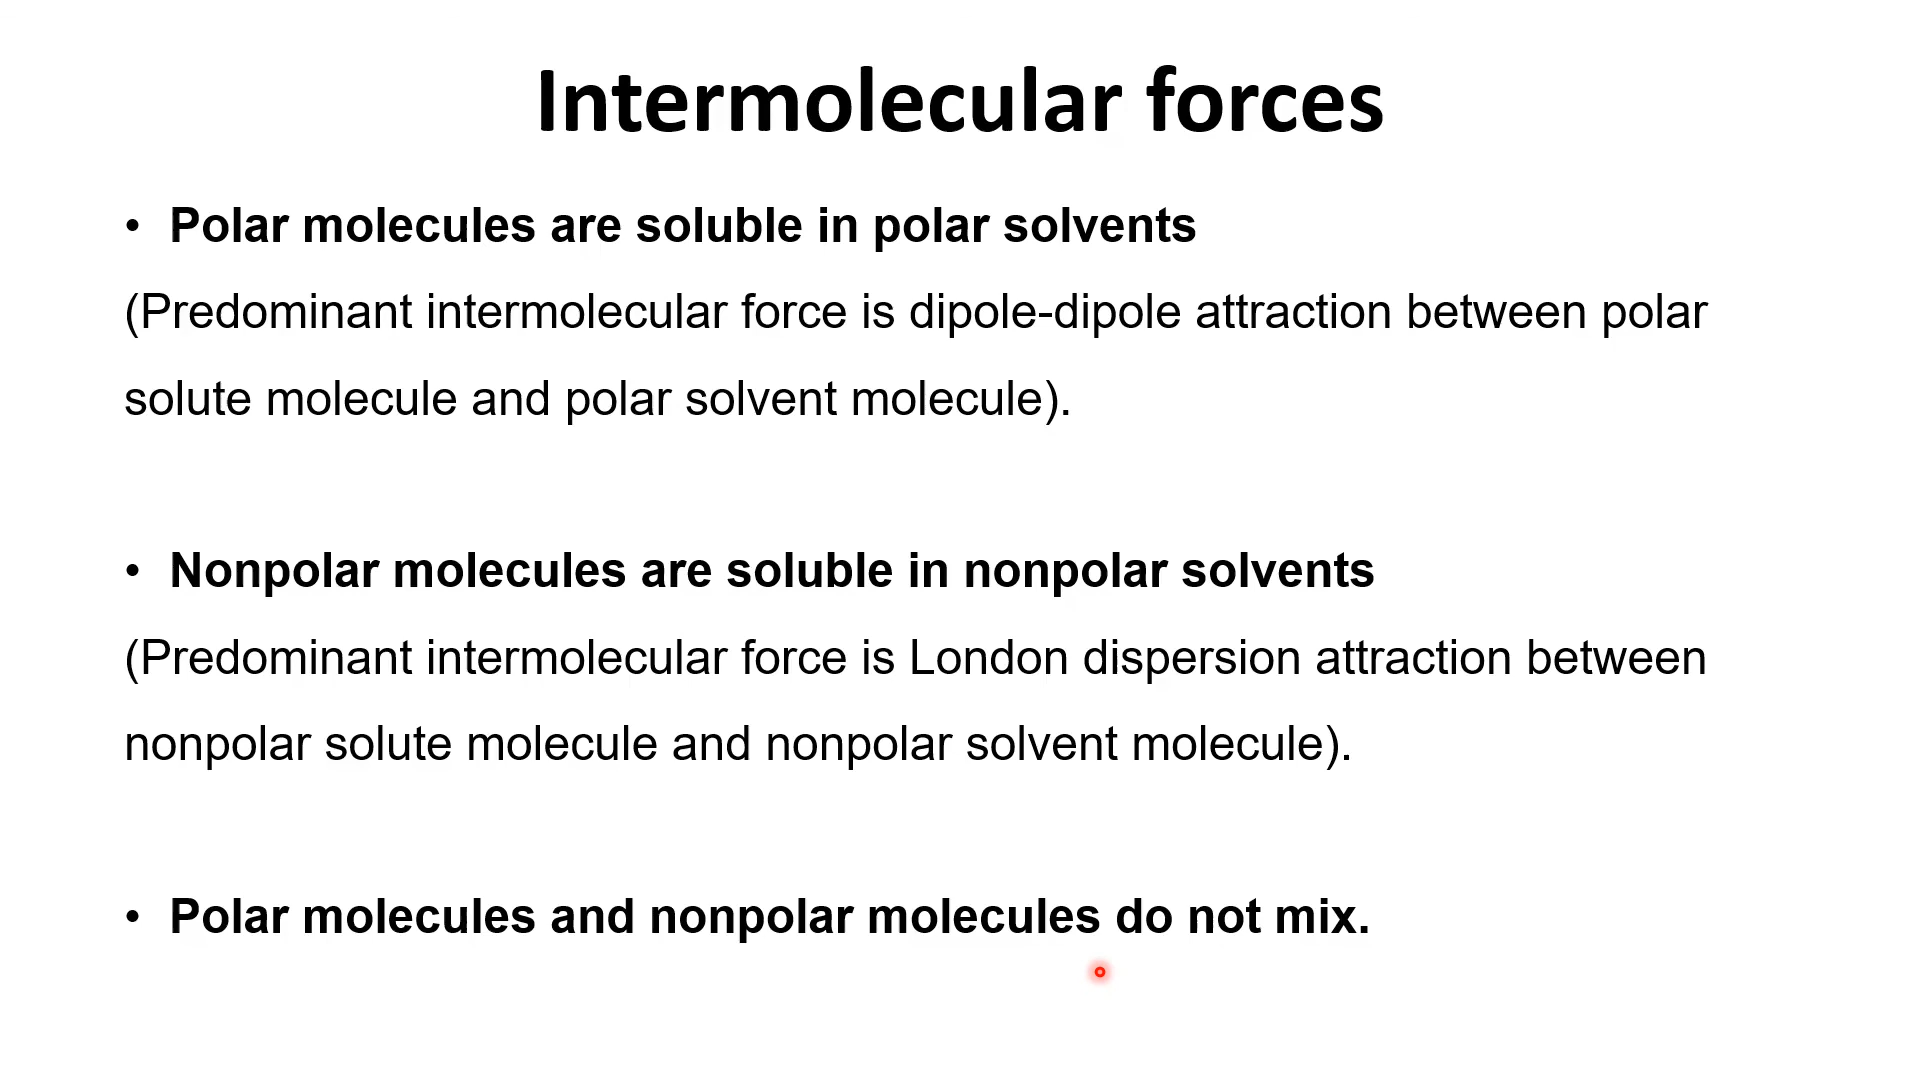 Intermolecular forces
• Polar molecules are soluble in polar solvents
(Predominant intermolecular force is dipole-dipole attraction between polar
solute molecule and polar solvent molecule).
• Nonpolar molecules are soluble in nonpolar solvents
(Predominant intermolecular force is London dispersion attraction between
nonpolar solute molecule and nonpolar solvent molecule).
• Polar molecules and nonpolar molecules do not mix.